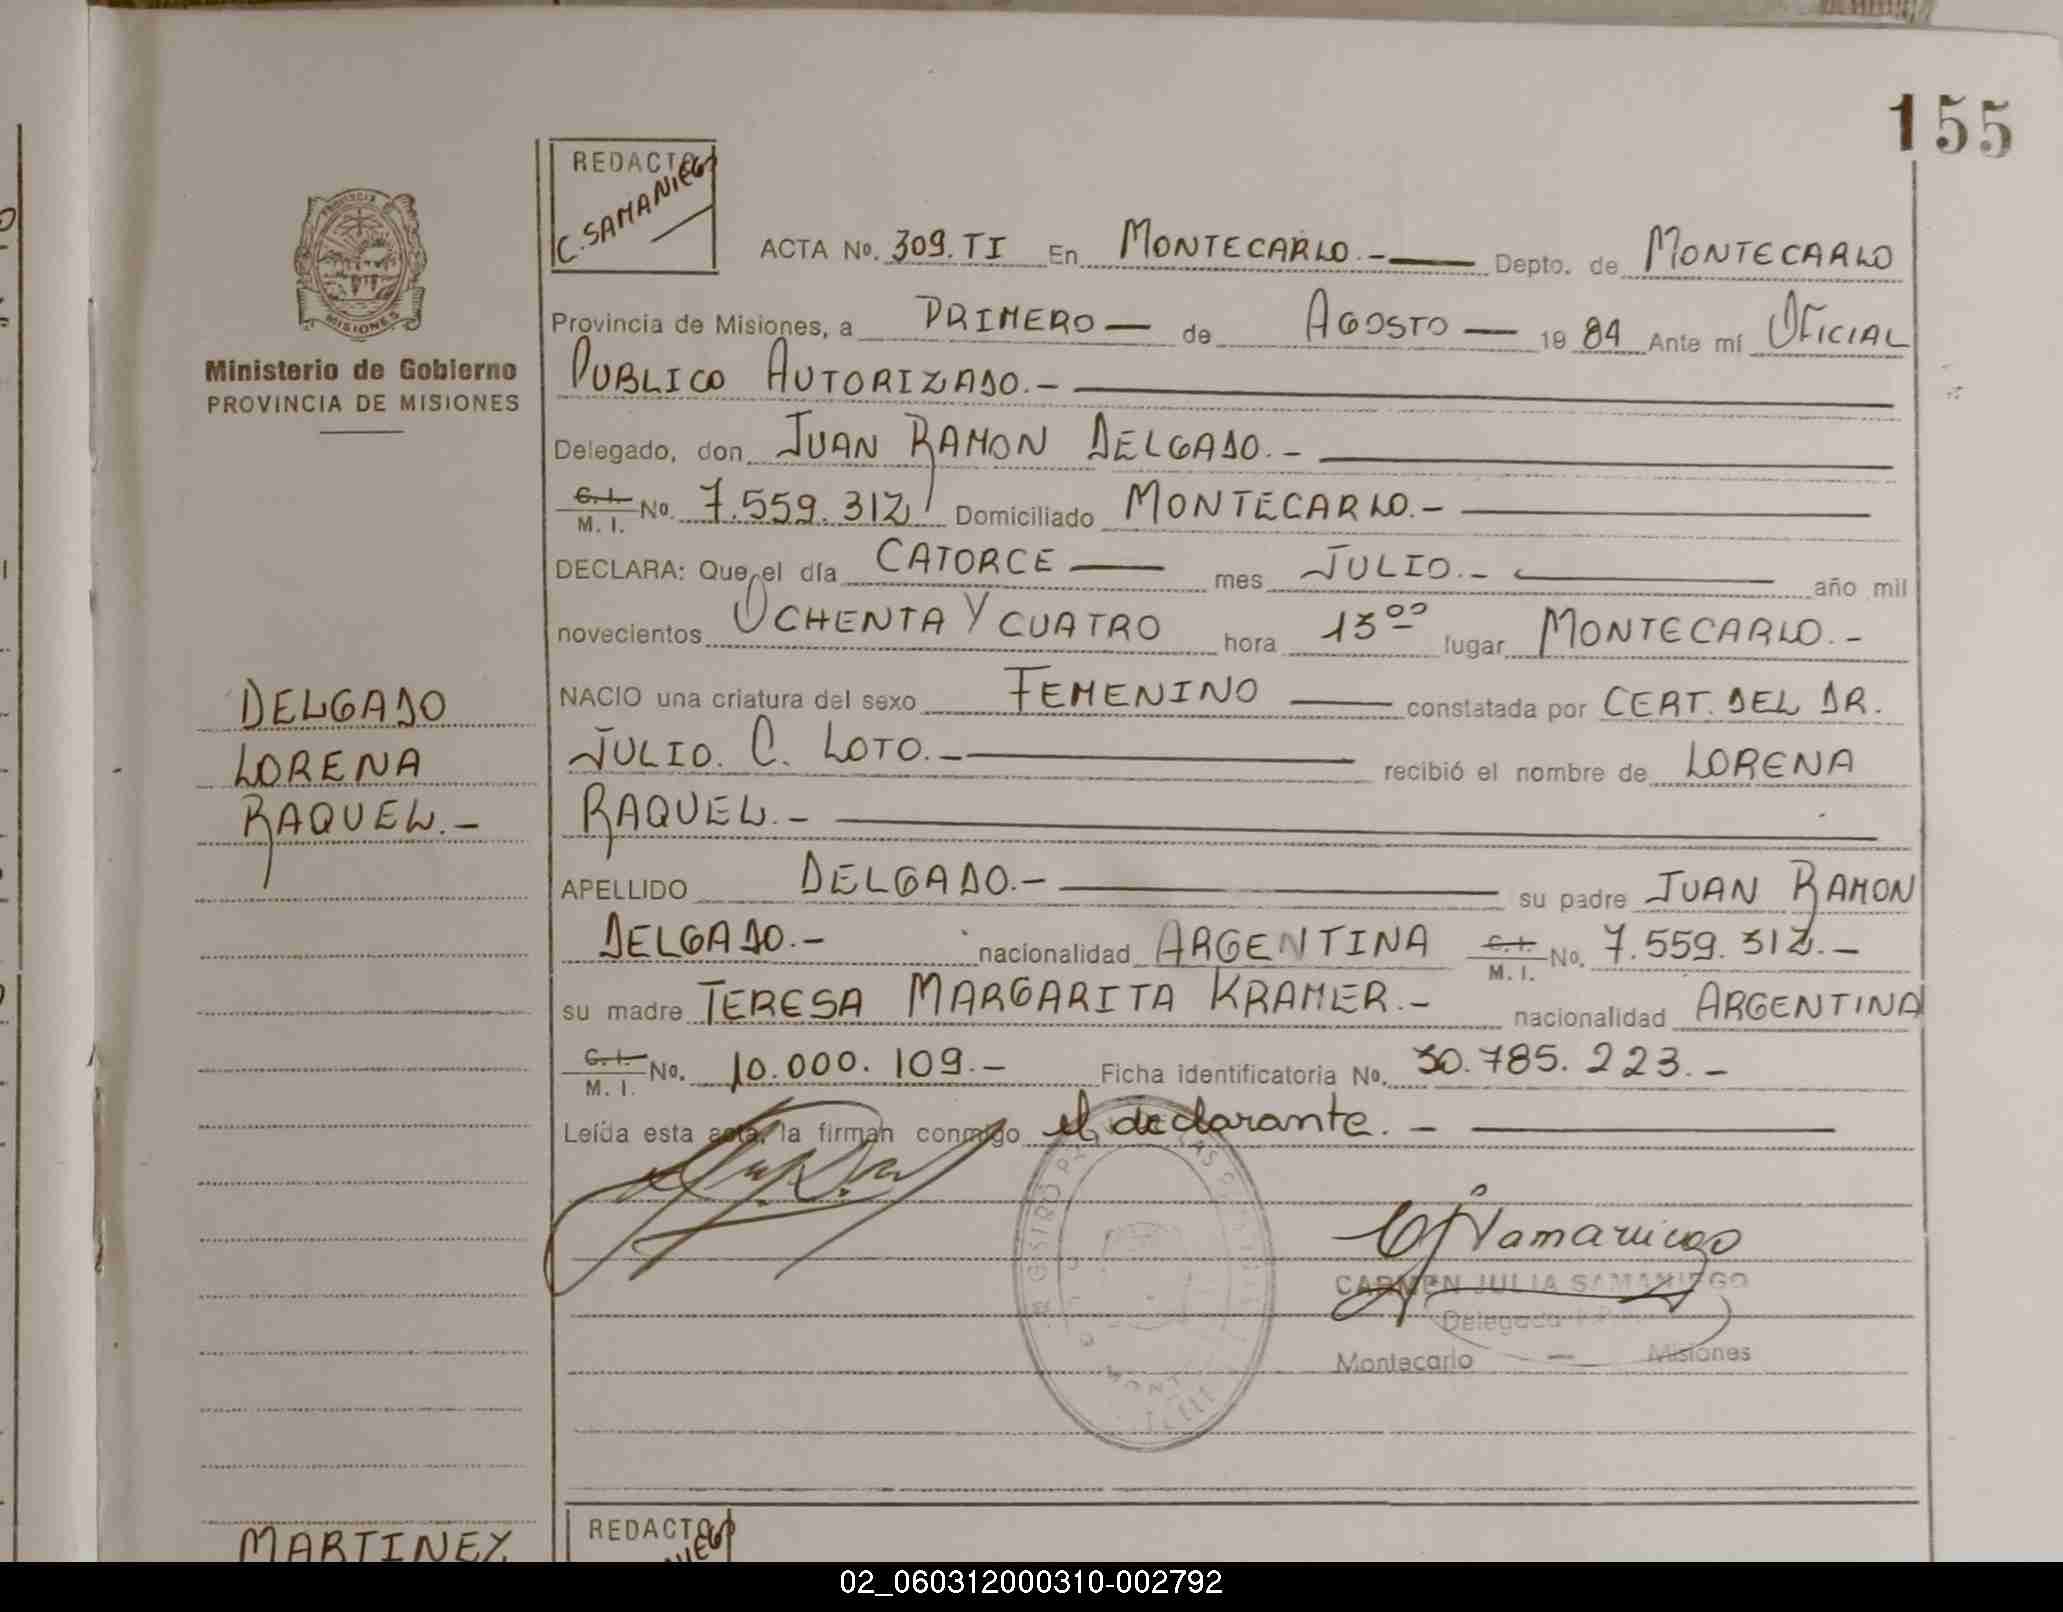 155
REDACTO
C. SAMANIEGO
PROVINCIA DE
MISIONES
Ministerio de Gobierno
PROVINCIA DE MISIONES
ACTA No. 309. TI En MONTECARLO.- Depto. de MONTECARLO
Provincia de Misiones, a PRIMERO de AGOSTO 19 84 Ante mí OFICIAL
PUBLICO AUTORIZADO.-
Delegado, don JUAN RAMON DELGADO.-
C. I.
M. I. No. 7.559.312 Domiciliado MONTECARLO.-
DECLARA: Que el día CATORCE mes JULIO.- año mil
novecientos OCHENTA Y CUATRO hora 13 00 lugar MONTECARLO.-
NACIO una criatura del sexo FEMENINO constatada por CERT. DEL DR.
JULIO. C. LOTO.- recibió el nombre de LORENA
RAQUEL.-
DELGADO
LORENA
RAQUEL.-
APELLIDO DELGADO.- su padre JUAN RAMON
DELGADO.- nacionalidad ARGENTINA C. I.
M. I. No. 7.559.312.-
su madre TERESA MARGARITA KRAMER.- nacionalidad ARGENTINA
C. I.
M. I. No. 10.000.109.- Ficha identificatoria No. 30.785.223.-
Leída esta acta, la firman conmigo el declarante.-
C J Samaniego
CARMEN JULIA SAMANIEGO
Delegada
Montecarlo — Misiones
REDACTO
MARTINEZ
02_060312000310-002792